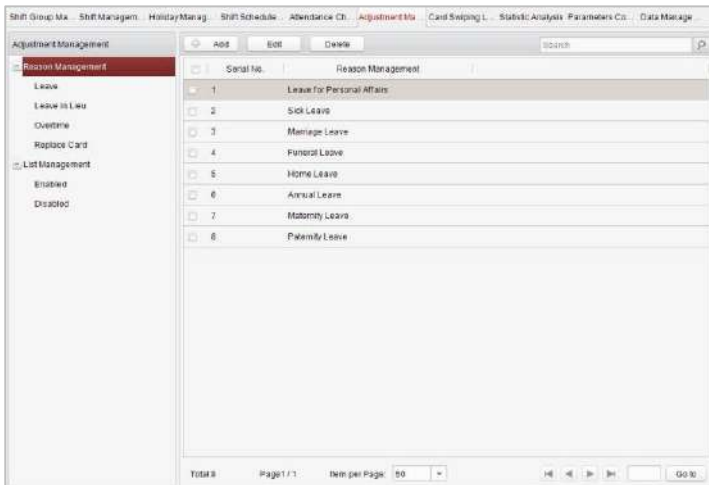 Shift Group Ma... Shift Managem... Holiday Manag... Shift Schedule... Attendance Ch... Adjustment Ma... Card Swiping L... Statistic Analysis Parameters Co... Data Manage...
Adjustment Management
Add Edit Delete Search
Reason Management
Leave
Leave in Lieu
Overtime
Replace Card
List Management
Enabled
Disabled
Serial No. Reason Management
1 Leave for Personal Affairs
2 Sick Leave
3 Marriage Leave
4 Funeral Leave
5 Home Leave
6 Annual Leave
7 Maternity Leave
8 Paternity Leave
Total 8 Page 1 / 1 Item per Page: 50 Go to